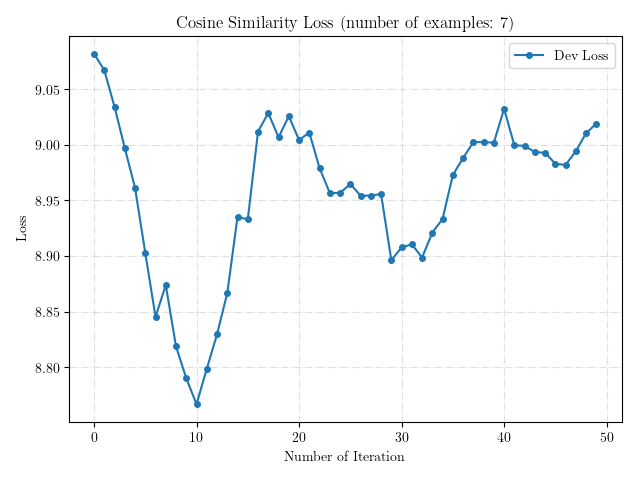 Cosine Similarity Loss (number of examples: 7)
Dev Loss
Loss
9.05
9.00
8.95
8.90
8.85
8.80
0 10 20 30 40 50
Number of Iteration